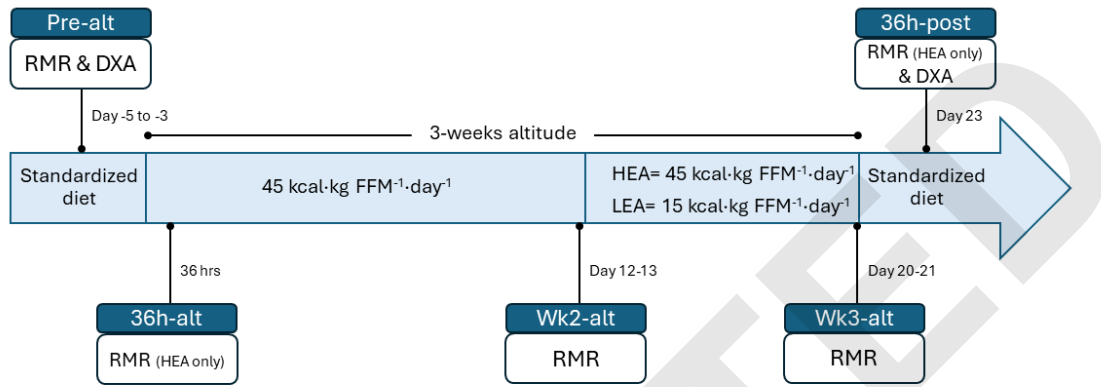 Pre-alt
RMR & DXA
Day -5 to -3
36h-post
RMR (HEA only)
& DXA
Day 23
3-weeks altitude
Standardized
diet
45 kcal·kg FFM⁻¹·day⁻¹
HEA= 45 kcal·kg FFM⁻¹·day⁻¹
LEA= 15 kcal·kg FFM⁻¹·day⁻¹
Standardized
diet
36 hrs
36h-alt
RMR (HEA only)
Day 12-13
Wk2-alt
RMR
Day 20-21
Wk3-alt
RMR
TED